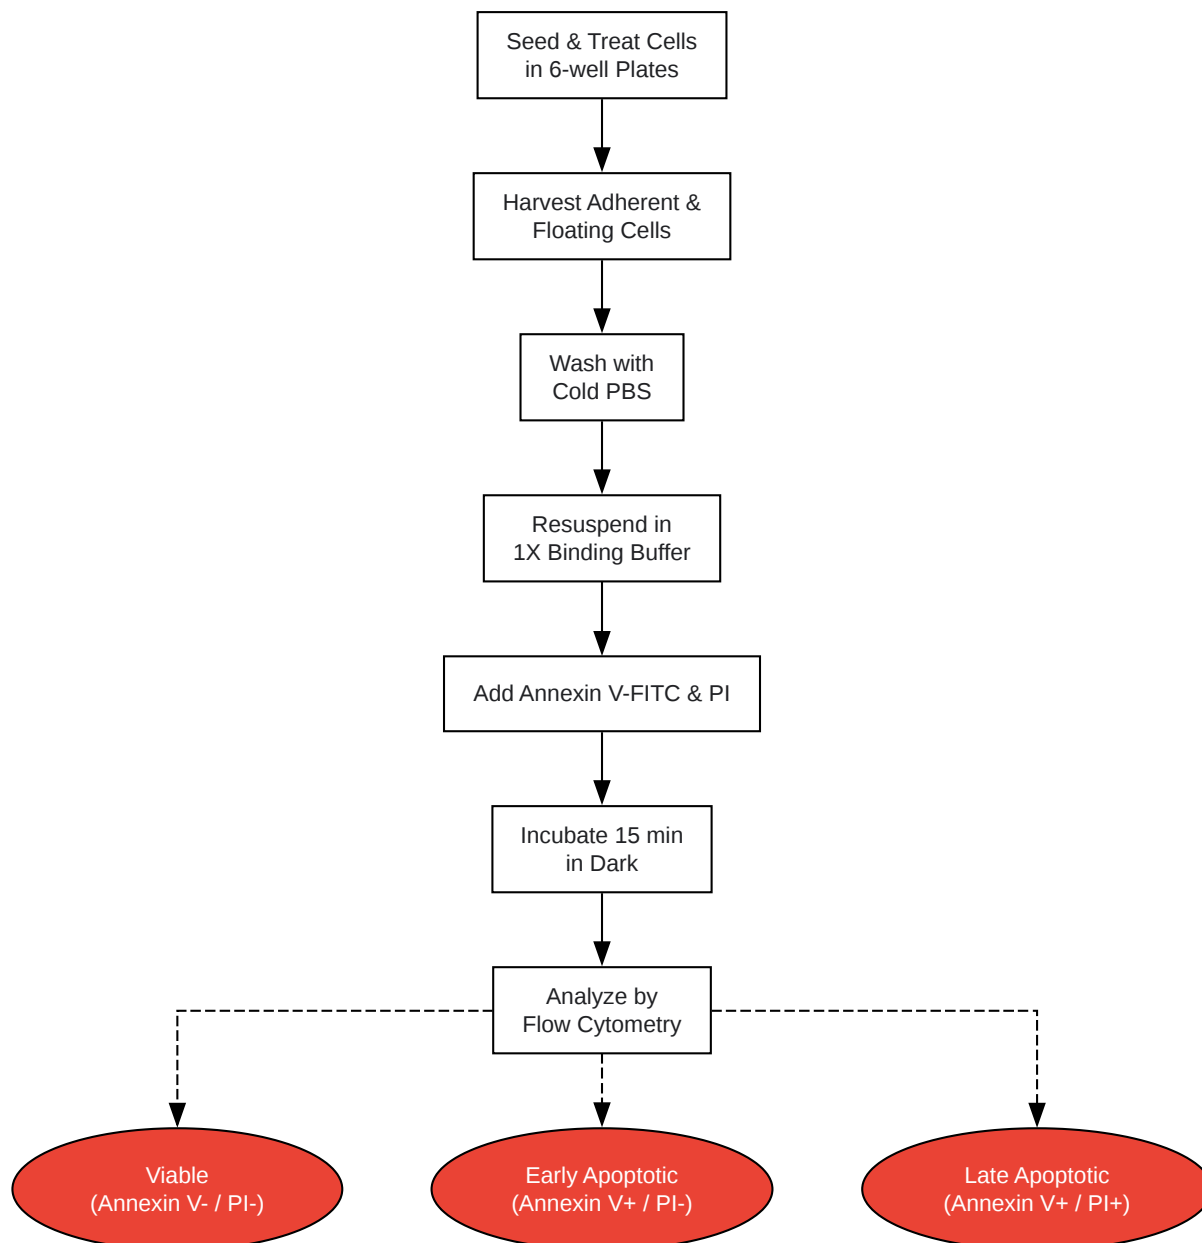 Seed & Treat Cells
in 6-well Plates
Harvest Adherent &
Floating Cells
Wash with
Cold PBS
Resuspend in
1X Binding Buffer
Add Annexin V-FITC & PI
Incubate 15 min
in Dark
Analyze by
Flow Cytometry
Viable
(Annexin V- / PI-)
Early Apoptotic
(Annexin V+ / PI-)
Late Apoptotic
(Annexin V+ / PI+)